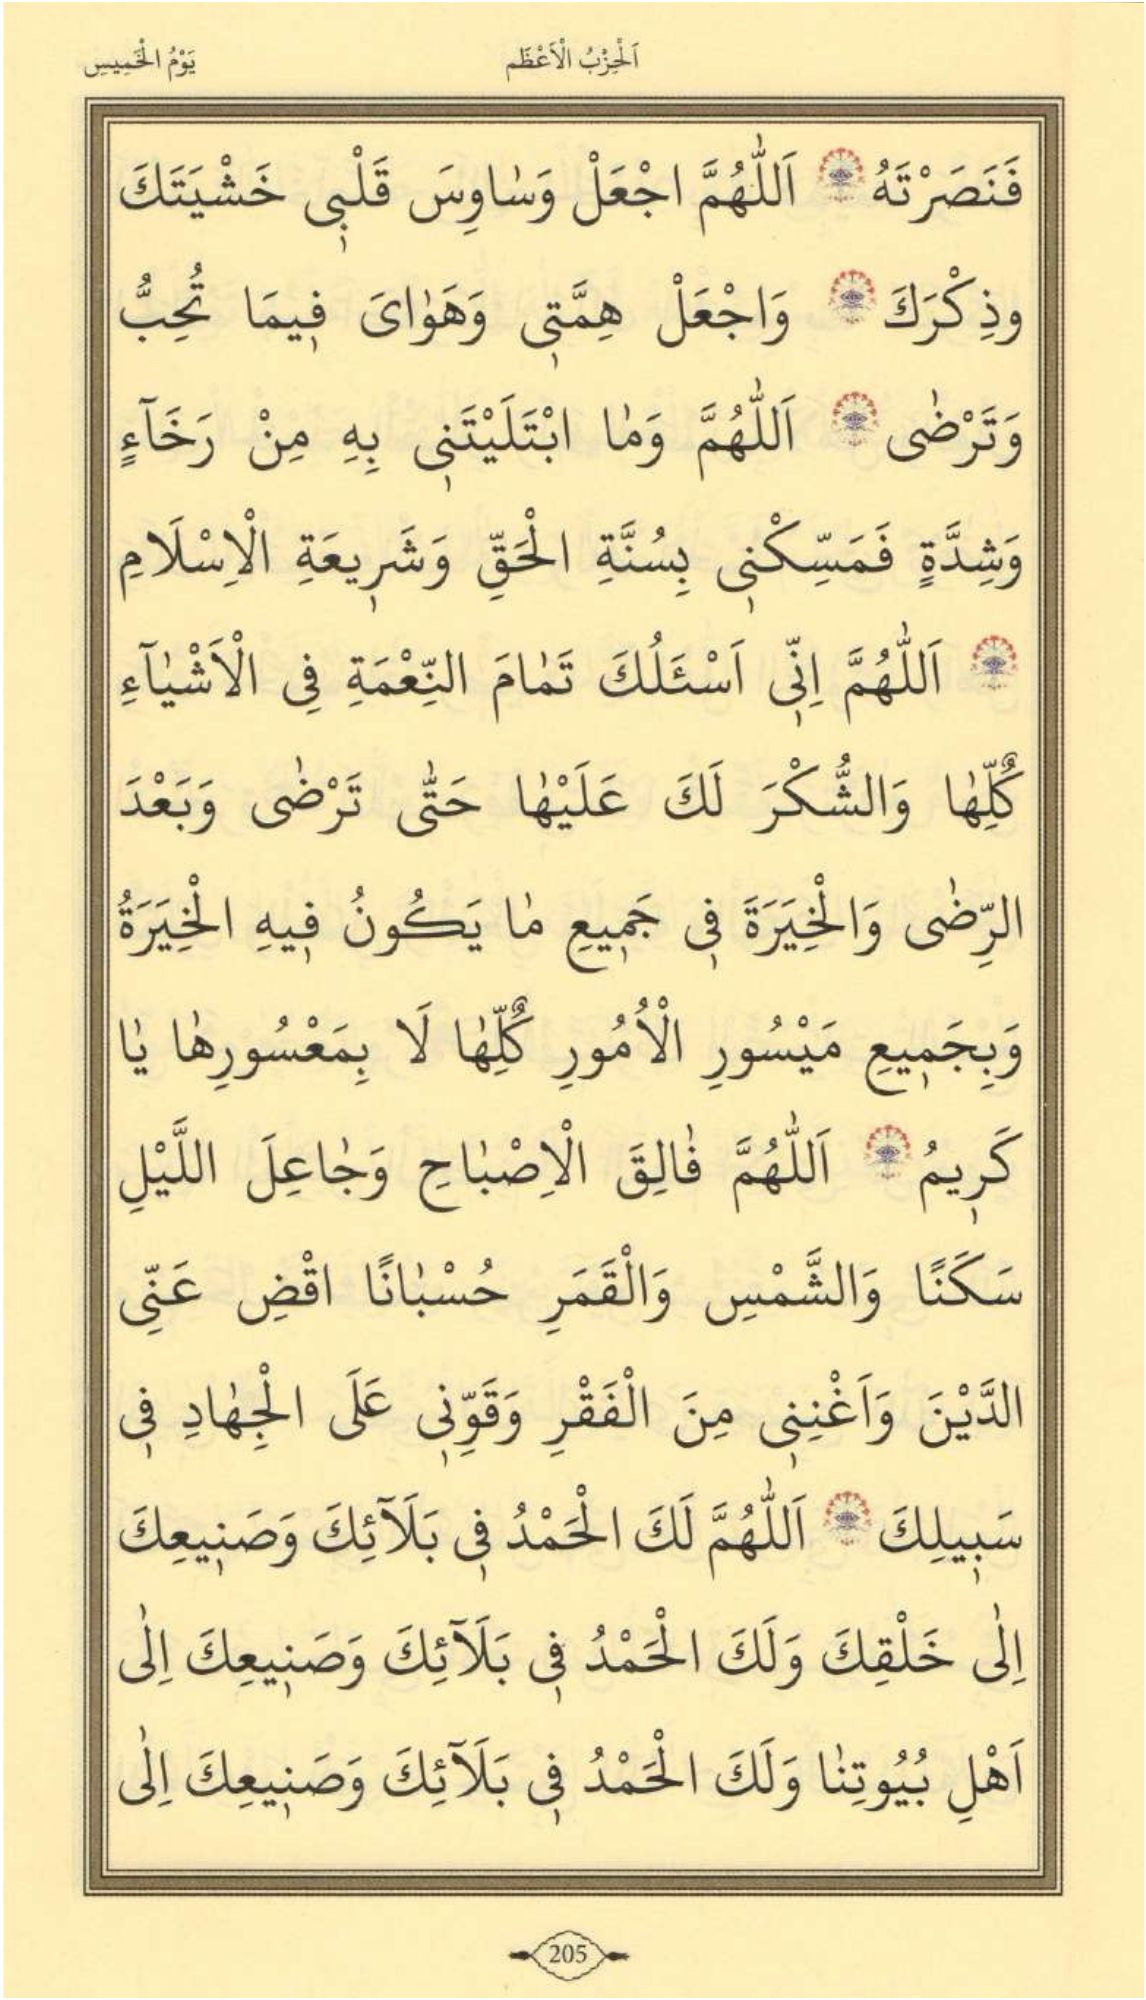 يَوْمُ الْخَمِيسِ
اَلْحِزْبُ الْاَعْظَم
فَنَصَرْتَهُ اَللّٰهُمَّ اجْعَلْ وَسٰاوِسَ قَلْبٖى خَشْيَتَكَ
وذِكْرَكَ وَاجْعَلْ هِمَّتٖى وَهَوٰاىَ فٖيمَا تُحِبُّ
وَتَرْضٰى اَللّٰهُمَّ وَمٰا ابْتَلَيْتَنٖى بِهِ مِنْ رَخَآءٍ
وَشِدَّةٍ فَمَسِّكْنٖى بِسُنَّةِ الْحَقِّ وَشَرٖيعَةِ الْاِسْلَامِ
اَللّٰهُمَّ اِنّٖى اَسْئَلُكَ تَمٰامَ النِّعْمَةِ فِى الْاَشْيٰآءِ
كُلِّهٰا وَالشُّكْرَ لَكَ عَلَيْهٰا حَتّٰى تَرْضٰى وَبَعْدَ
الرِّضٰى وَالْخِيَرَةَ فٖى جَمٖيعِ مٰا يَكُونُ فٖيهِ الْخِيَرَةُ
وَبِجَمٖيعِ مَيْسُورِ الْاُمُورِ كُلِّهٰا لَا بِمَعْسُورِهٰا يٰا
كَرٖيمُ اَللّٰهُمَّ فٰالِقَ الْاِصْبٰاحِ وَجٰاعِلَ اللَّيْلِ
سَكَنًا وَالشَّمْسِ وَالْقَمَرِ حُسْبٰانًا اقْضِ عَنِّى
الدَّيْنَ وَاَغْنِنٖى مِنَ الْفَقْرِ وَقَوِّنٖى عَلَى الْجِهٰادِ فٖى
سَبٖيلِكَ اَللّٰهُمَّ لَكَ الْحَمْدُ فٖى بَلَآئِكَ وَصَنٖيعِكَ
اِلٰى خَلْقِكَ وَلَكَ الْحَمْدُ فٖى بَلَآئِكَ وَصَنٖيعِكَ اِلٰى
اَهْلِ بُيُوتِنٰا وَلَكَ الْحَمْدُ فٖى بَلَآئِكَ وَصَنٖيعِكَ اِلٰى
205